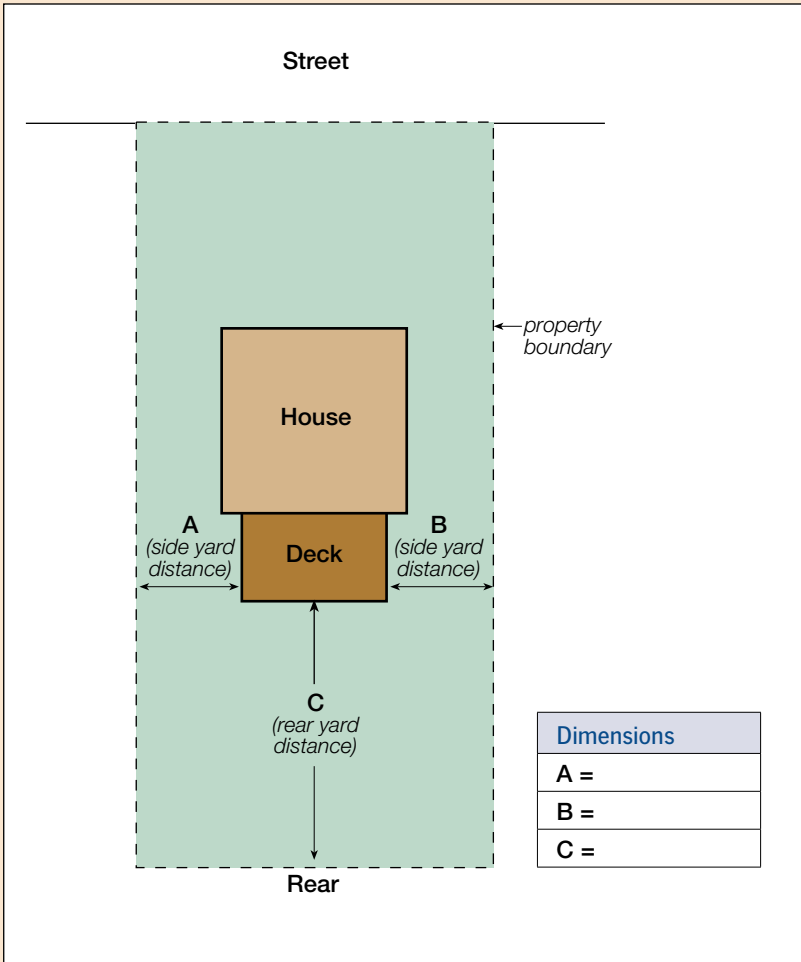 Street
property
boundary
House
A
(side yard
distance)
Deck
B
(side yard
distance)
C
(rear yard
distance)
Rear
Dimensions
A =
B =
C =